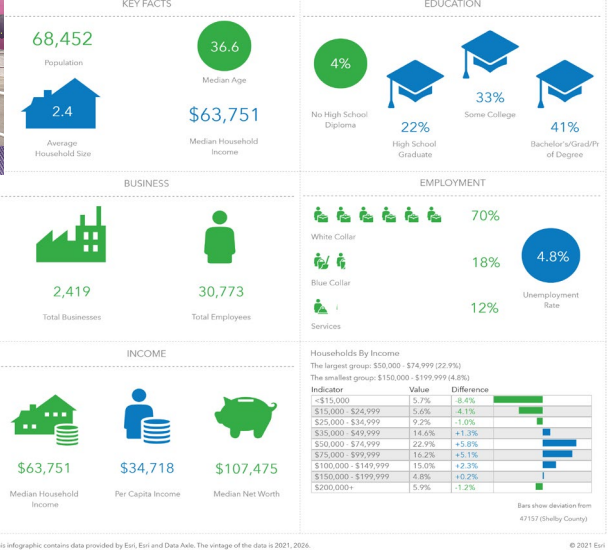 KEY FACTS
68,452
Population
36.6
Median Age
2.4
Average
Household Size
$63,751
Median Household
Income
EDUCATION
4%
No High School
Diploma
22%
High School
Graduate
33%
Some College
41%
Bachelor's/Grad/Pr
of Degree
BUSINESS
2,419
Total Businesses
30,773
Total Employees
EMPLOYMENT
70%
White Collar
18%
Blue Collar
12%
Services
4.8%
Unemployment
Rate
INCOME
$63,751
Median Household
Income
$34,718
Per Capita Income
$107,475
Median Net Worth
Households By Income
The largest group: $50,000 - $74,999 (22.9%)
The smallest group: $150,000 - $199,999 (4.8%)
Indicator Value Difference
<$15,000 5.7% -8.4%
$15,000 - $24,999 5.6% -4.1%
$25,000 - $34,999 9.2% -1.0%
$35,000 - $49,999 14.6% +1.3%
$50,000 - $74,999 22.9% +5.8%
$75,000 - $99,999 16.2% +5.1%
$100,000 - $149,999 15.0% +2.3%
$150,000 - $199,999 4.8% +0.2%
$200,000+ 5.9% -1.2%
Bars show deviation from
47157 (Shelby County)
is infographic contains data provided by Esri, Esri and Data Axle. The vintage of the data is 2021, 2026.
© 2021 Esri